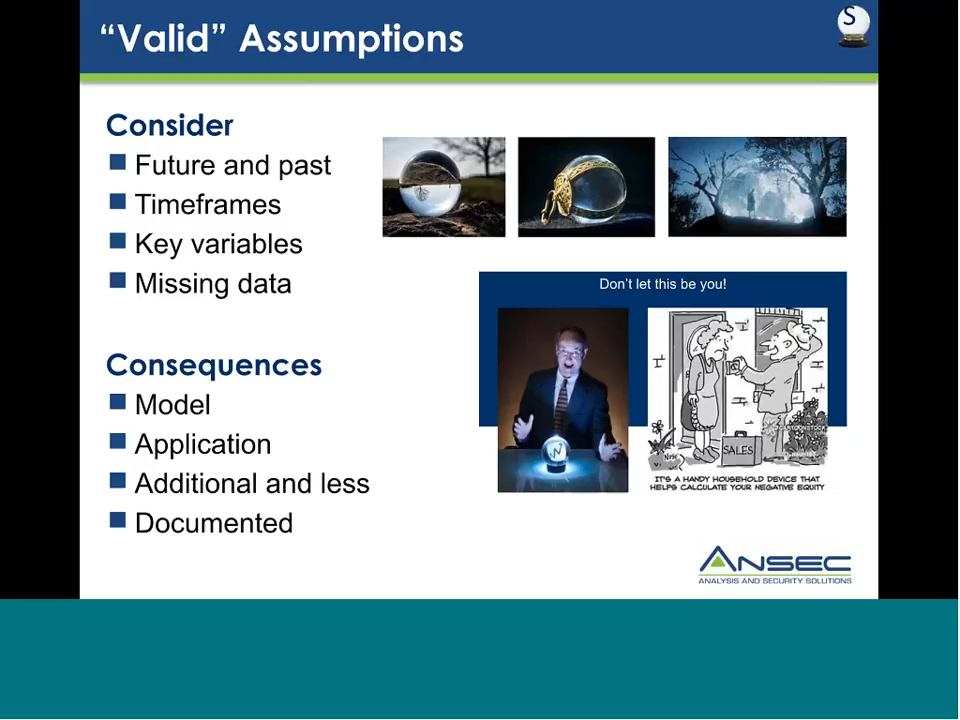 “Valid” Assumptions
S
Consider
Future and past
Timeframes
Key variables
Missing data
Don't let this be you!
Consequences
Model
Application
Additional and less
Documented
SALES
CARTOONSTOCK
IT'S A HANDY HOUSEHOLD DEVICE THAT
HELPS CALCULATE YOUR NEGATIVE EQUITY
ANSEC
ANALYSIS AND SECURITY SOLUTIONS